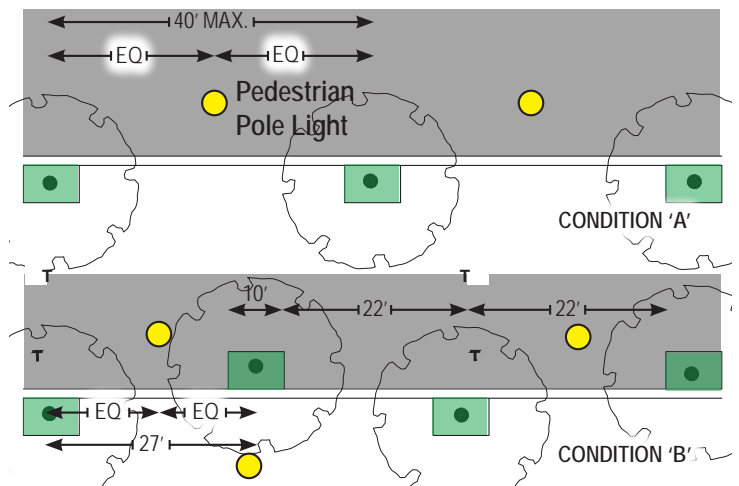 40' MAX.
EQ EQ
Pedestrian
Pole Light
CONDITION 'A'
T T
10' 22' 22'
T T
EQ EQ
27'
CONDITION 'B'